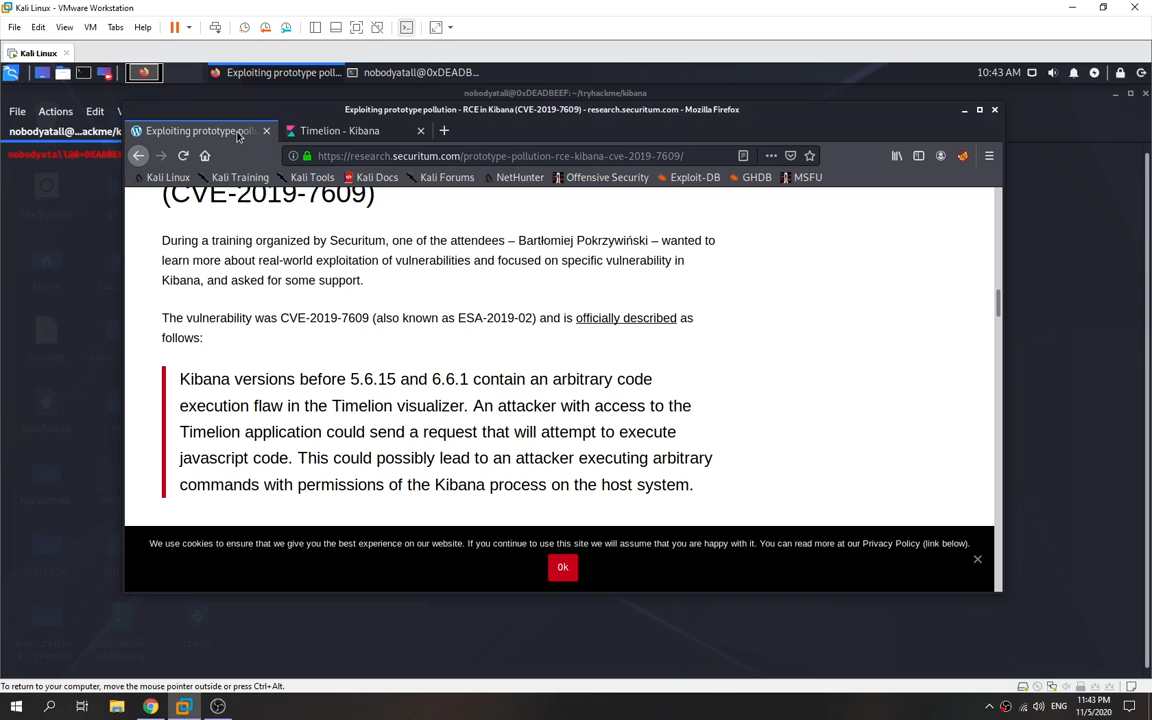 Kali Linux - VMware Workstation
File Edit View VM Tabs Help
Kali Linux
Exploiting prototype poll... nobodyatall@0xDEADB... 10:43 AM
nobodyatall@0xDEADBEEF: ~/tryhackme/kibana
File Actions Edit
Exploiting prototype pollution - RCE in Kibana (CVE-2019-7609) - research.securitum.com - Mozilla Firefox
nobodyatall@...ackme/k
Exploiting prototype poll Timelion - Kibana
nobodyatall@0xDEADB
https://research.securitum.com/prototype-pollution-rce-kibana-cve-2019-7609/
Kali Linux Kali Training Kali Tools Kali Docs Kali Forums NetHunter Offensive Security Exploit-DB GHDB MSFU
(CVE-2019-7609)
During a training organized by Securitum, one of the attendees – Bartłomiej Pokrzywiński – wanted to
learn more about real-world exploitation of vulnerabilities and focused on specific vulnerability in
Kibana, and asked for some support.
The vulnerability was CVE-2019-7609 (also known as ESA-2019-02) and is officially described as
follows:
Kibana versions before 5.6.15 and 6.6.1 contain an arbitrary code
execution flaw in the Timelion visualizer. An attacker with access to the
Timelion application could send a request that will attempt to execute
javascript code. This could possibly lead to an attacker executing arbitrary
commands with permissions of the Kibana process on the host system.
We use cookies to ensure that we give you the best experience on our website. If you continue to use this site we will assume that you are happy with it. You can read more at our Privacy Policy (link below).
Ok
File System
Home
webReq.py
hackernote
To return to your computer, move the mouse pointer outside or press Ctrl+Alt.
ENG
11:43 PM
11/5/2020